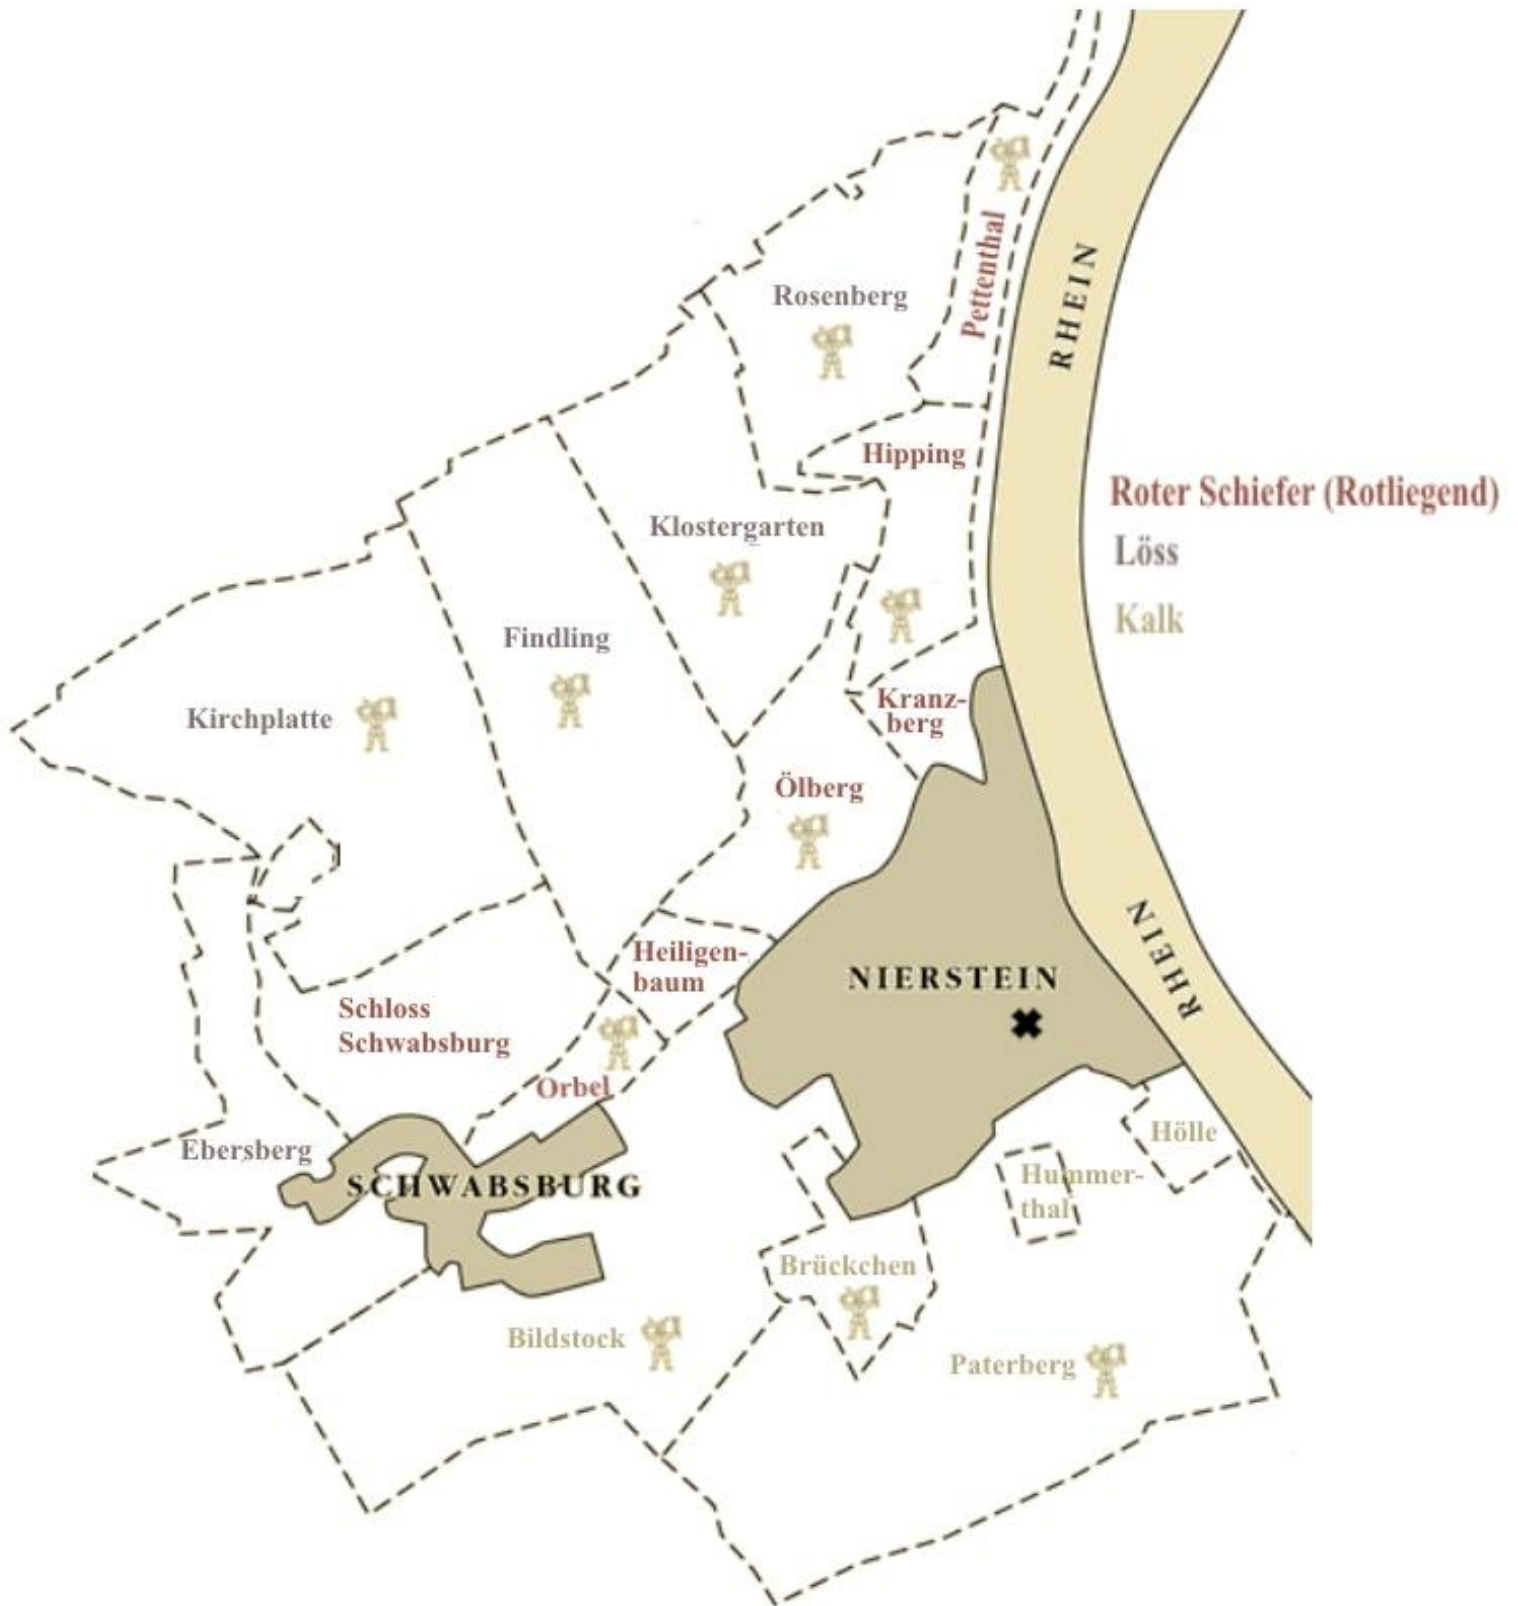 Pettenthal
RHEIN
Rosenberg
Hipping
Roter Schiefer (Rotliegend)
Löss
Kalk
Klostergarten
Findling
Kirchplatte
Kranz-
berg
Ölberg
Heiligen-
baum
NIERSTEIN
RHEIN
Schloss
Schwabsburg
Orbel
Ebersberg
SCHWABSBURG
Hölle
Hummer-
thal
Brückchen
Bildstock
Paterberg